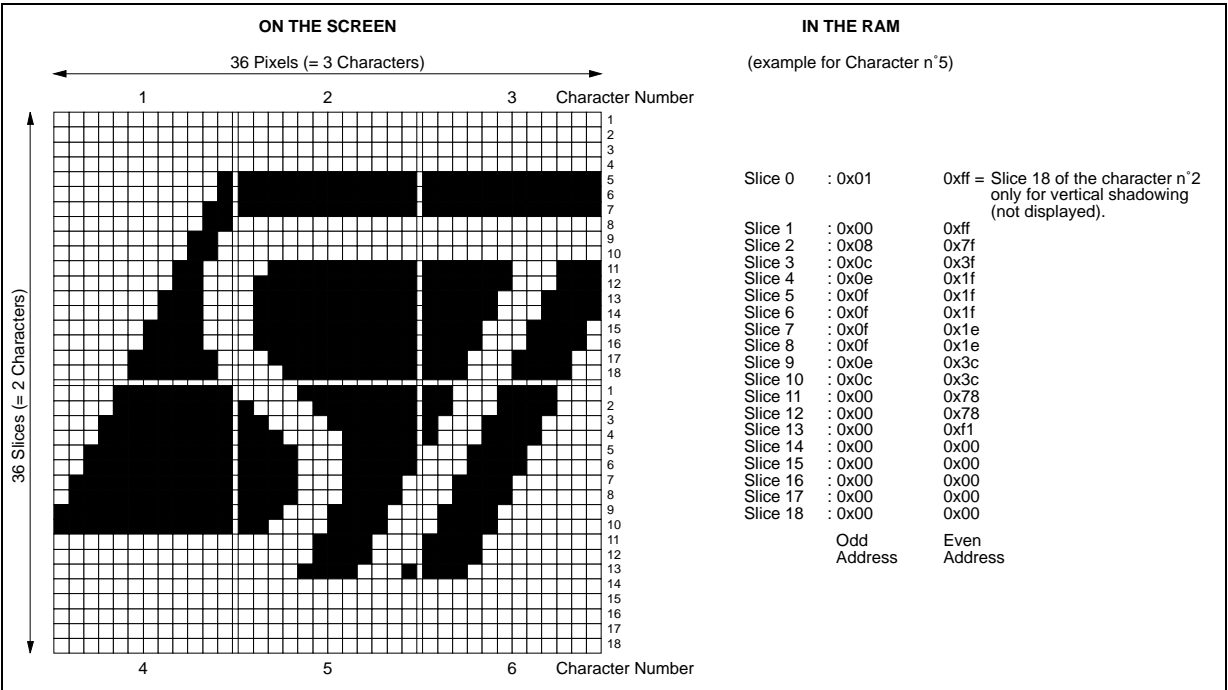 ON THE SCREEN
IN THE RAM
36 Pixels (= 3 Characters)
(example for Character n˚5)
1 2 3 Character Number
36 Slices (= 2 Characters)
1
2
3
4
5
6
7
8
9
10
11
12
13
14
15
16
17
18
1
2
3
4
5
6
7
8
9
10
11
12
13
14
15
16
17
18
4 5 6 Character Number
Slice 0 : 0x01 0xff = Slice 18 of the character n˚2
only for vertical shadowing
(not displayed).
Slice 1 : 0x00 0xff
Slice 2 : 0x08 0x7f
Slice 3 : 0x0c 0x3f
Slice 4 : 0x0e 0x1f
Slice 5 : 0x0f 0x1f
Slice 6 : 0x0f 0x1f
Slice 7 : 0x0f 0x1e
Slice 8 : 0x0f 0x1e
Slice 9 : 0x0e 0x3c
Slice 10 : 0x0c 0x3c
Slice 11 : 0x00 0x78
Slice 12 : 0x00 0x78
Slice 13 : 0x00 0xf1
Slice 14 : 0x00 0x00
Slice 15 : 0x00 0x00
Slice 16 : 0x00 0x00
Slice 17 : 0x00 0x00
Slice 18 : 0x00 0x00
Odd Even
Address Address